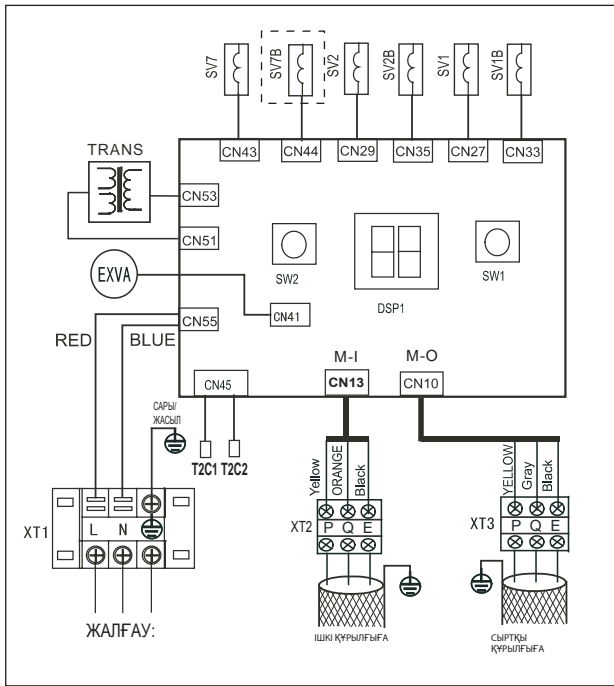 SV7
SV7B
SV2
SV2B
SV1
SV1B
CN43
CN44
CN29
CN35
CN27
CN33
TRANS
CN53
CN51
EXVA
SW2
DSP1
SW1
CN41
CN55
RED
BLUE
M-I
M-O
CN45
CN13
CN10
САРЫ/
ЖАСЫЛ
T2C1
T2C2
Yellow
ORANGE
Black
YELLOW
Gray
Black
XT1
L
N
XT2
P
Q
E
XT3
P
Q
E
ЖАЛҒАУ:
ІШКІ ҚҰРЫЛҒЫҒА
СЫРТҚЫ
ҚҰРЫЛҒЫҒА